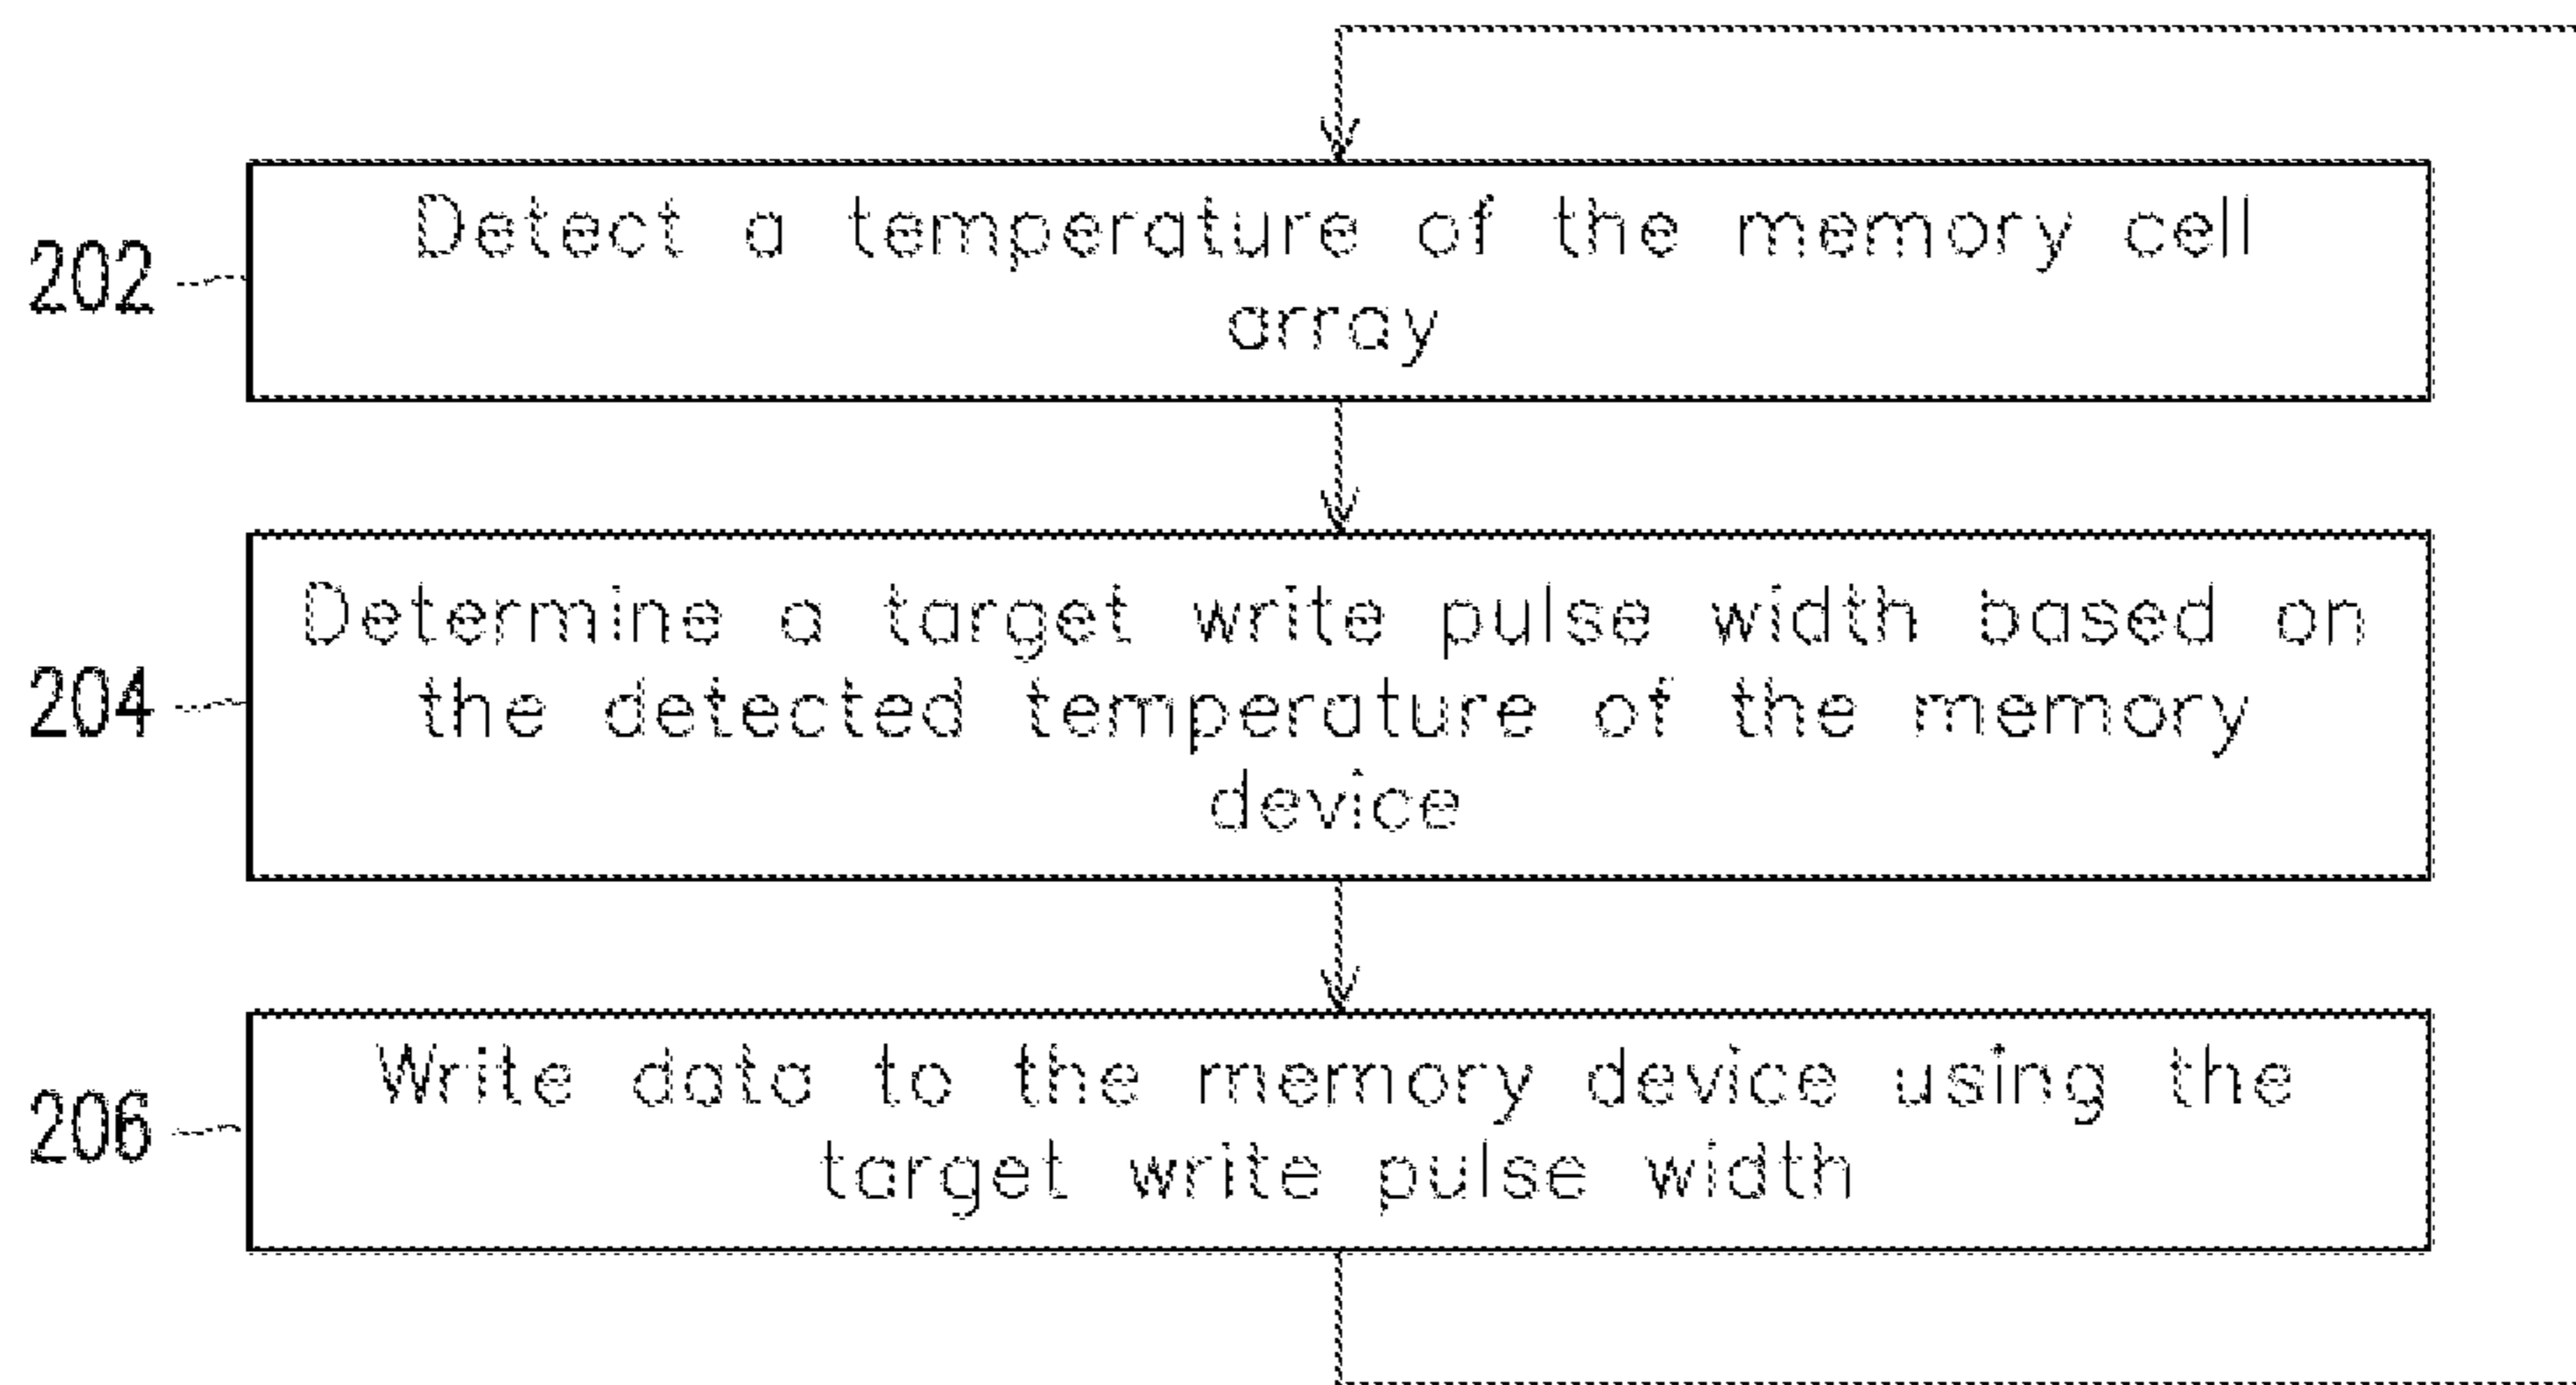 Detect a temperature of the memory cell
202
array
Determine a target write pulse width based on
204
the detected temperature of the memory
device
Write data to the memory device using the
206
target write pulse width